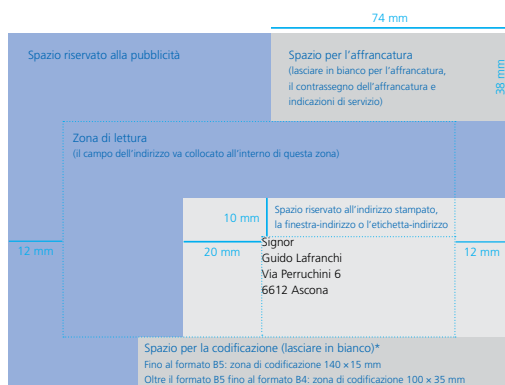 74 mm
Spazio riservato alla pubblicità
Spazio per l'affrancatura
(lasciare in bianco per l'affrancatura,
il contrassegno dell'affrancatura e
indicazioni di servizio)
38 mm
Zona di lettura
(il campo dell'indirizzo va collocato all'interno di questa zona)
10 mm
Spazio riservato all'indirizzo stampato,
la finestra-indirizzo o l'etichetta-indirizzo
12 mm
20 mm
12 mm
Signor
Guido Lafranchi
Via Perruchini 6
6612 Ascona
Spazio per la codificazione (lasciare in bianco)*
Fino al formato B5: zona di codificazione 140 × 15 mm
Oltre il formato B5 fino al formato B4: zona di codificazione 100 × 35 mm